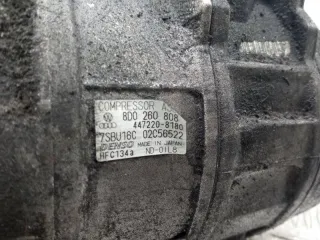 COMPRESSOR A
8D0 260 808
447220-8180
7SBU16C 02C56522
DENSO MADE IN JAPAN
HFC134a ND-OIL8